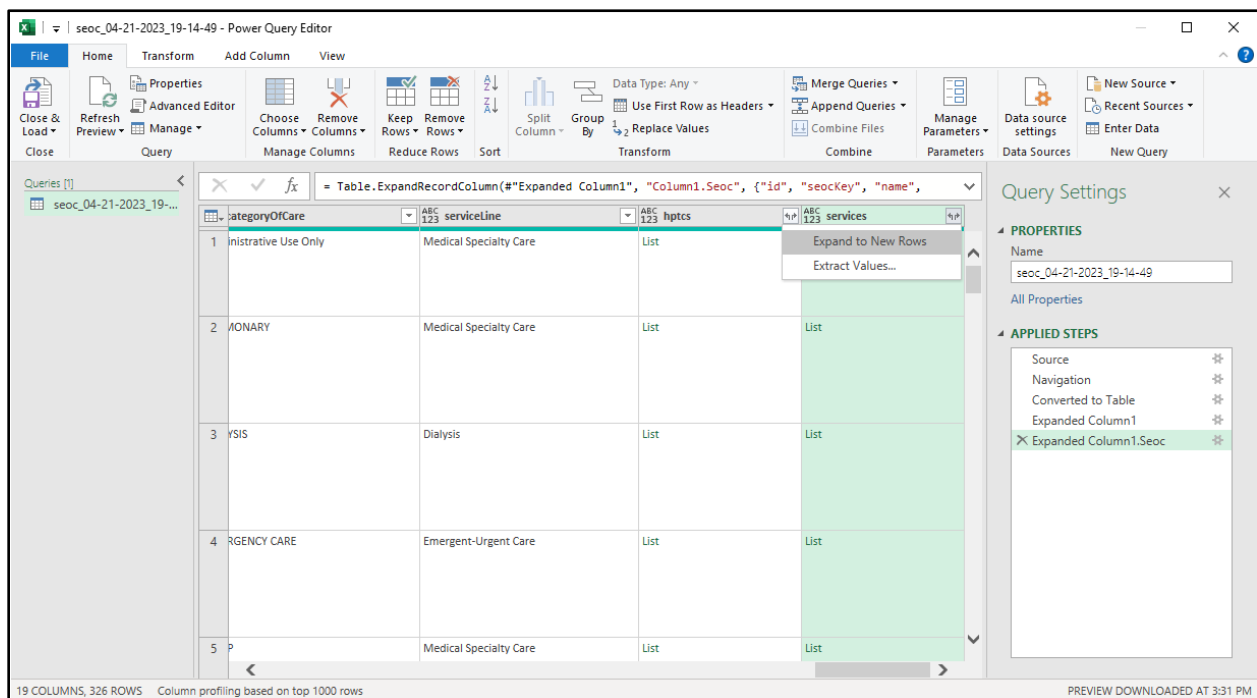 seoc_04-21-2023_19-14-49 - Power Query Editor
File Home Transform Add Column View
Close & Load
Refresh Preview
Properties
Advanced Editor
Manage
Choose Columns
Remove Columns
Keep Rows
Remove Rows
Split Column
Group By
Data Type: Any
Use First Row as Headers
Replace Values
Merge Queries
Append Queries
Combine Files
Manage Parameters
Data source settings
New Source
Recent Sources
Enter Data
Close Query Manage Columns Reduce Rows Sort Transform Combine Parameters Data Sources New Query
Queries [1]
seoc_04-21-2023_19-...
fx = Table.ExpandRecordColumn(#"Expanded Column1", "Column1.Seoc", {"id", "seocKey", "name",
:ategoryOfCare ABC 123 serviceLine ABC 123 hptcs ABC 123 services
1 inistrative Use Only Medical Specialty Care List
Expand to New Rows
Extract Values...
2 MONARY Medical Specialty Care List List
3 YSIS Dialysis List List
4 RGENCY CARE Emergent-Urgent Care List List
5 P Medical Specialty Care List List
Query Settings
PROPERTIES
Name
seoc_04-21-2023_19-14-49
All Properties
APPLIED STEPS
Source
Navigation
Converted to Table
Expanded Column1
Expanded Column1.Seoc
19 COLUMNS, 326 ROWS Column profiling based on top 1000 rows PREVIEW DOWNLOADED AT 3:31 PM